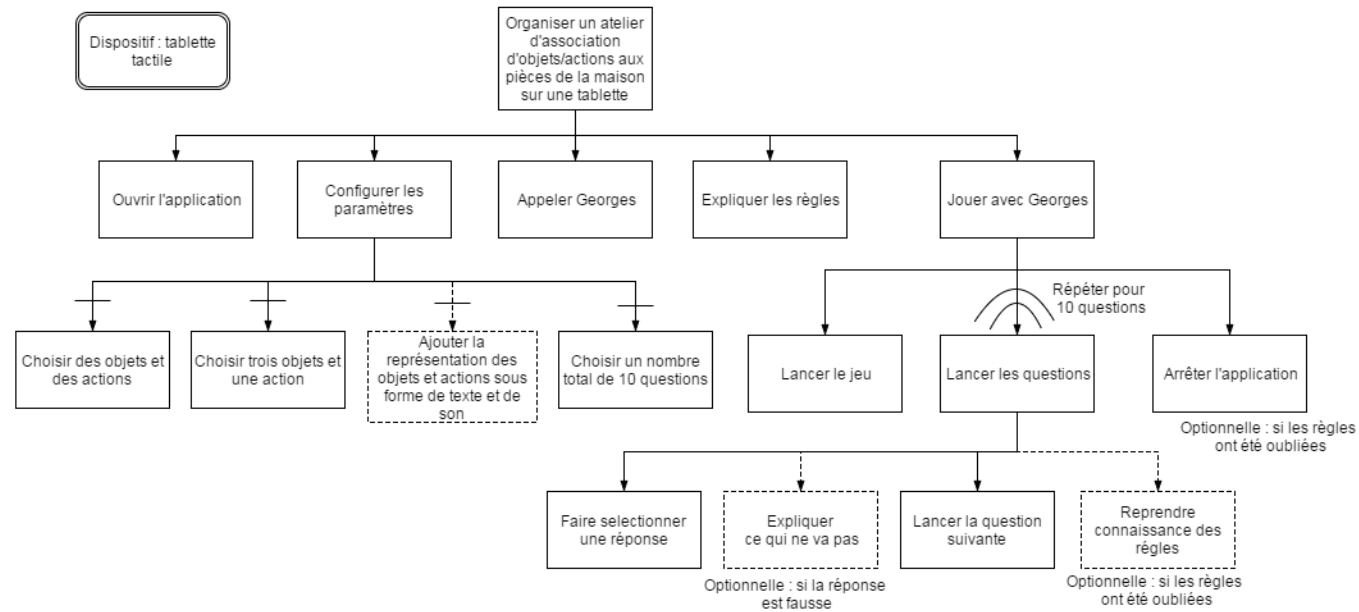 Dispositif : tablette
tactile
Organiser un atelier
d'association
d'objets/actions aux
pièces de la maison
sur une tablette
Ouvrir l'application
Configurer les
paramètres
Appeler Georges
Expliquer les règles
Jouer avec Georges
Répéter pour
10 questions
Choisir des objets et
des actions
Choisir trois objets et
une action
Ajouter la
représentation des
objets et actions sous
forme de texte et de
son
Choisir un nombre
total de 10 questions
Lancer le jeu
Lancer les questions
Arrêter l'application
Optionnelle : si les règles
ont été oubliées
Faire selectionner
une réponse
Expliquer
ce qui ne va pas
Lancer la question
suivante
Reprendre
connaissance des
régles
Optionnelle : si la réponse
est fausse
Optionnelle : si les règles
ont été oubliées